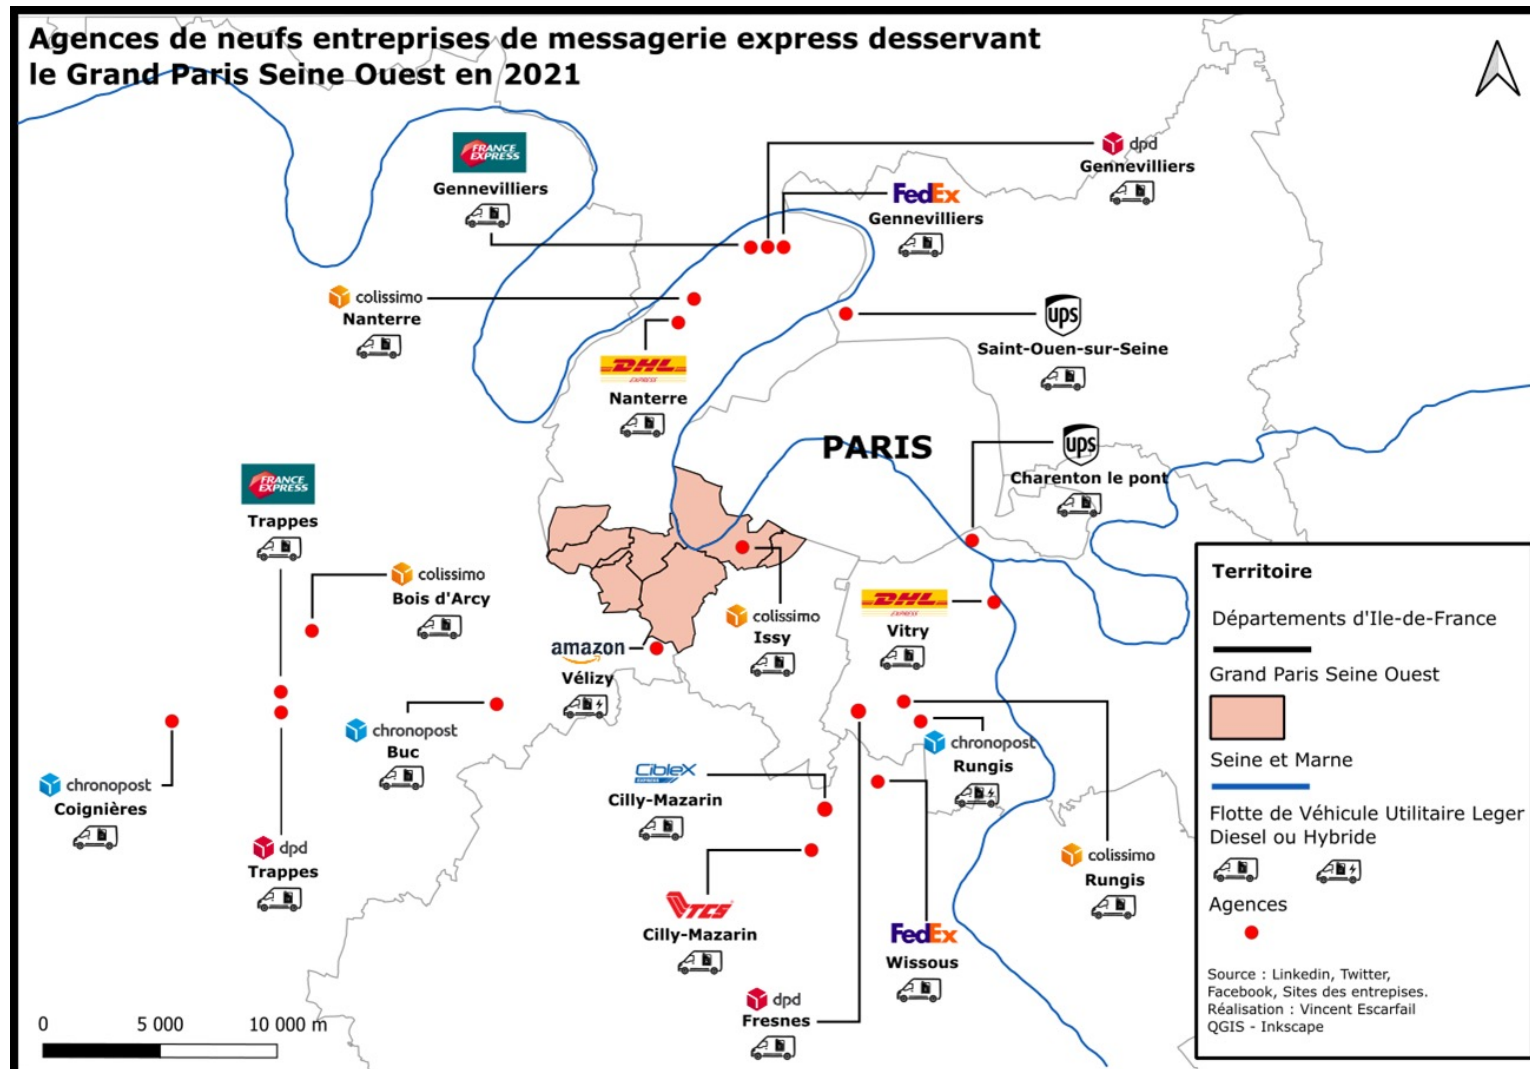 Agences de neufs entreprises de messagerie express desservant
le Grand Paris Seine Ouest en 2021
FRANCE
EXPRESS
Gennevilliers
dpd
Gennevilliers
FedEx
Gennevilliers
colissimo
Nanterre
DHL
EXPRESS
Nanterre
ups
Saint-Ouen-sur-Seine
PARIS
ups
Charenton le pont
FRANCE
EXPRESS
Trappes
colissimo
Bois d'Arcy
amazon
Vélizy
colissimo
Issy
DHL
EXPRESS
Vitry
chronopost
Buc
chronopost
Rungis
chronopost
Coignières
CibleX
EXPRESS
Cilly-Mazarin
dpd
Trappes
colissimo
Rungis
TCS
Cilly-Mazarin
FedEx
Wissous
dpd
Fresnes
Territoire
Départements d'Ile-de-France
Grand Paris Seine Ouest
Seine et Marne
Flotte de Véhicule Utilitaire Leger
Diesel ou Hybride
Agences
Source : Linkedin, Twitter,
Facebook, Sites des entrepises.
Réalisation : Vincent Escarfail
QGIS - Inkscape
0 5 000 10 000 m